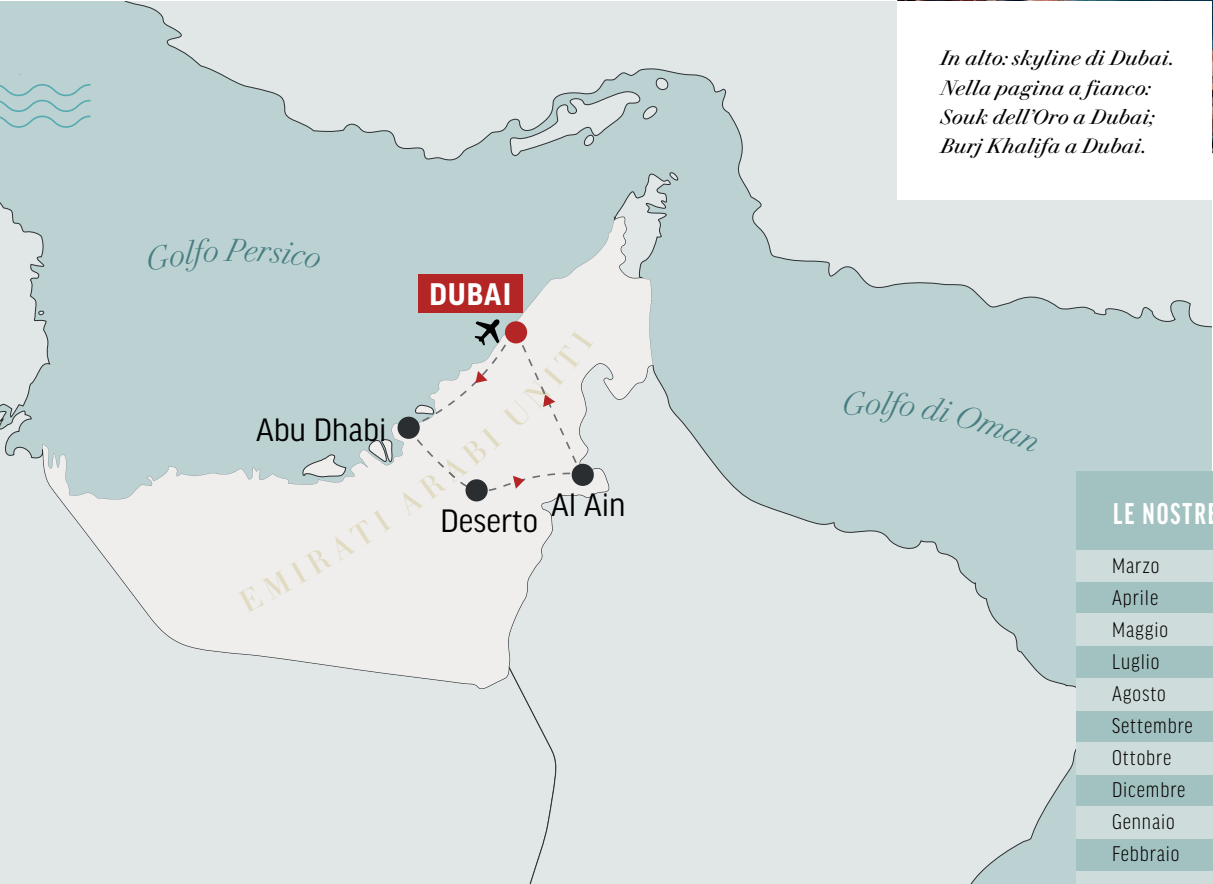 In alto: skyline di Dubai.
Nella pagina a fianco:
Souk dell'Oro a Dubai;
Burj Khalifa a Dubai.
Golfo Persico
DUBAI
EMIRATI ARABI UNITI
Golfo di Oman
Abu Dhabi
Deserto
Al Ain
LE NOSTRE
Marzo
Aprile
Maggio
Luglio
Agosto
Settembre
Ottobre
Dicembre
Gennaio
Febbraio